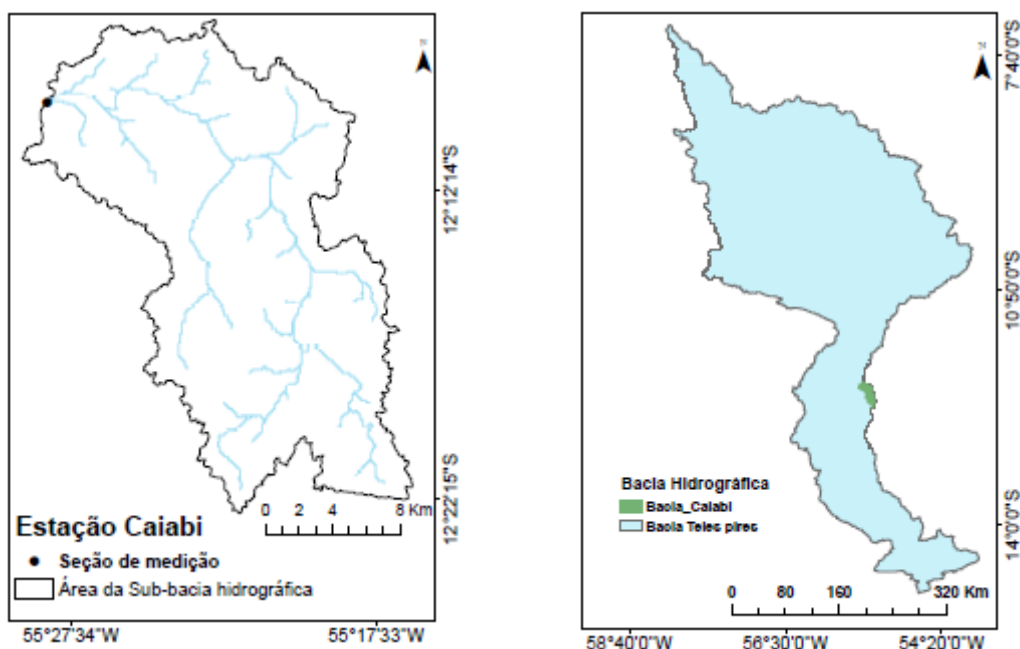 12°12'14"S
12°22'15"S
0 2 4 8 Km
Estação Caiabi
Seção de medição
Área da Sub-bacia hidrográfica
55°27'34"W 55°17'33"W
7°40'0"S
10°50'0"S
14°0'0"S
Bacia Hidrográfica
Bacia_Caiabi
Bacia Teles pires
0 80 160 320 Km
58°40'0"W 56°30'0"W 54°20'0"W